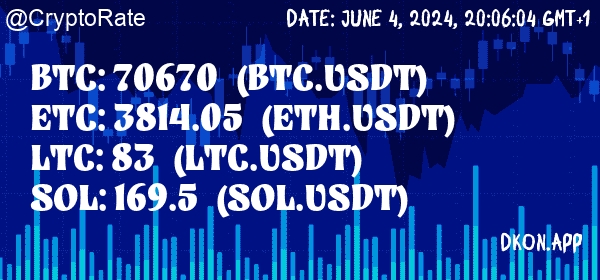 @CryptoRate
DATE: JUNE 4, 2024, 20:06:04 GMT+1
BTC: 70670 (BTC.USDT)
ETC: 3814.05 (ETH.USDT)
LTC: 83 (LTC.USDT)
SOL: 169.5 (SOL.USDT)
DKON.APP